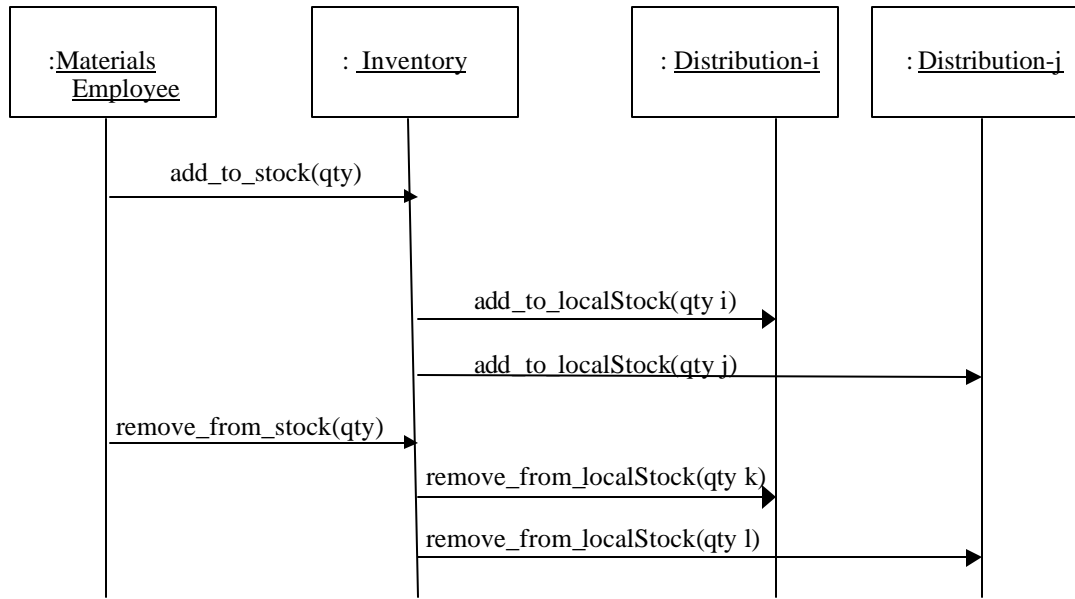 :Materials
Employee
: Inventory
: Distribution-i
: Distribution-j
add_to_stock(qty)
add_to_localStock(qty i)
add_to_localStock(qty j)
remove_from_stock(qty)
remove_from_localStock(qty k)
remove_from_localStock(qty l)